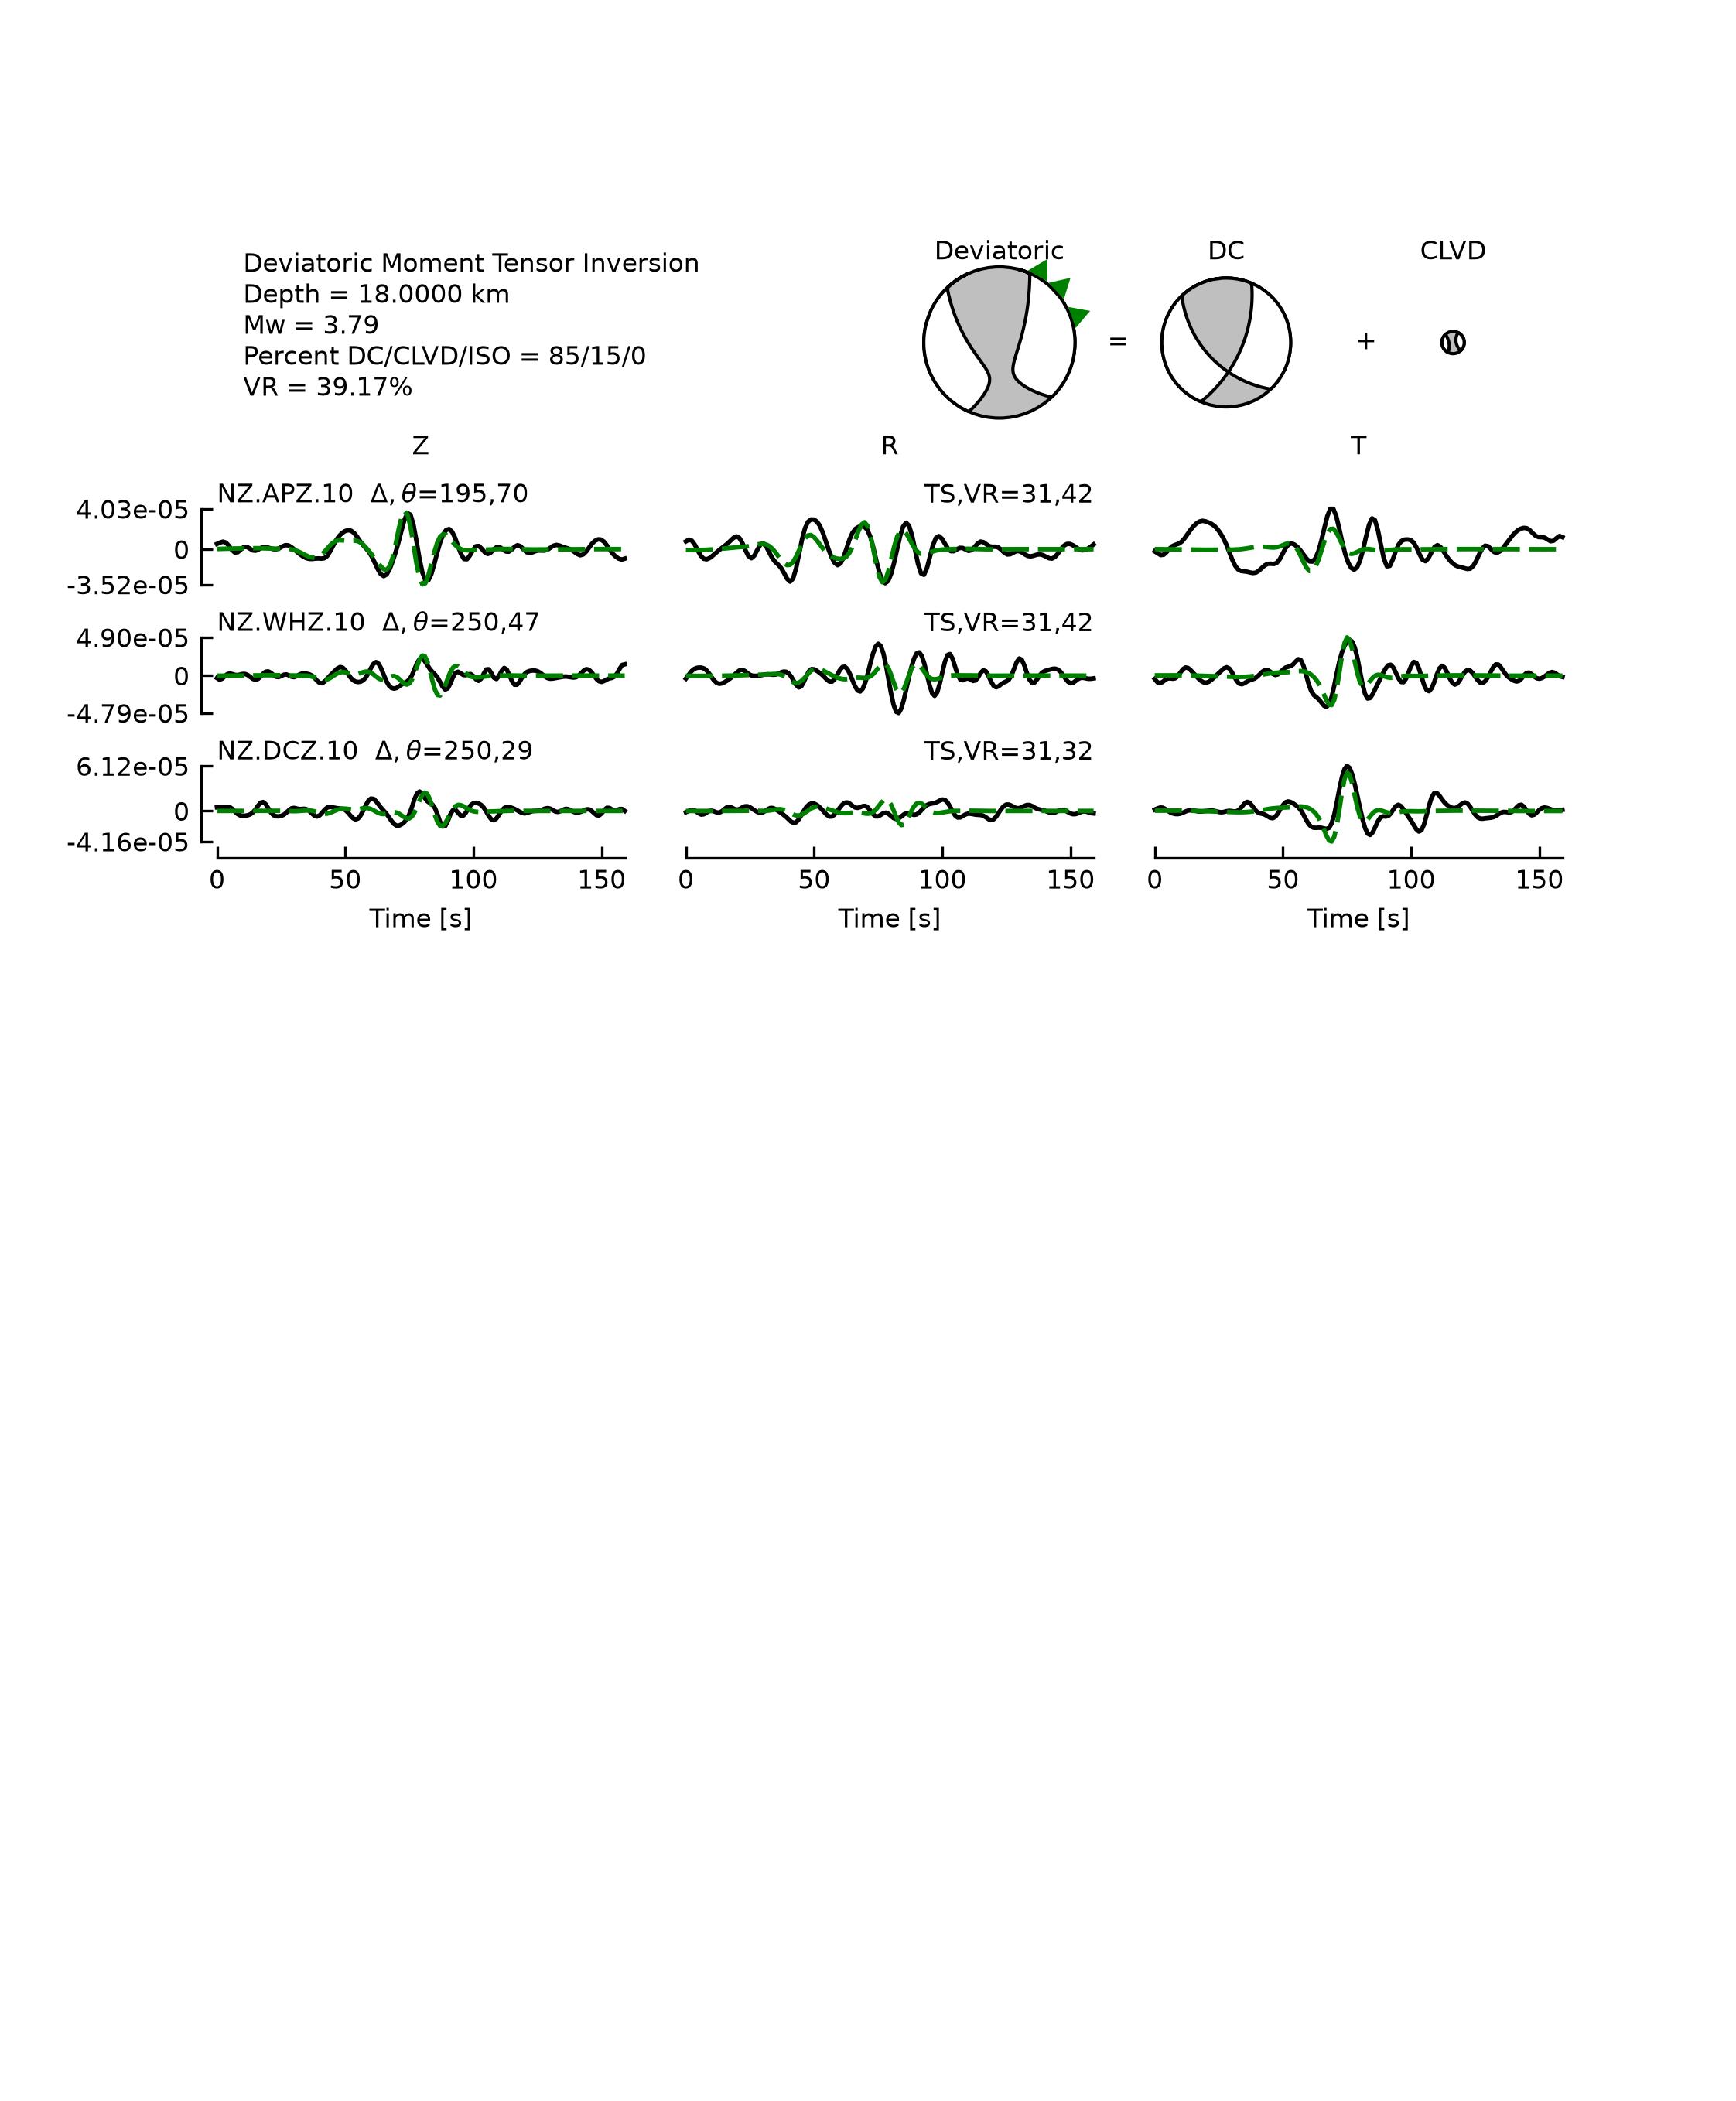 Deviatoric Moment Tensor Inversion
Depth = 18.0000 km
Mw = 3.79
Percent DC/CLVD/ISO = 85/15/0
VR = 39.17%
Deviatoric DC CLVD
= +
Z R T
NZ.APZ.10 Δ,θ=195,70 TS,VR=31,42
4.03e-05
0
-3.52e-05
NZ.WHZ.10 Δ,θ=250,47 TS,VR=31,42
4.90e-05
0
-4.79e-05
NZ.DCZ.10 Δ,θ=250,29 TS,VR=31,32
6.12e-05
0
-4.16e-05
0 50 100 150 0 50 100 150 0 50 100 150
Time [s] Time [s] Time [s]